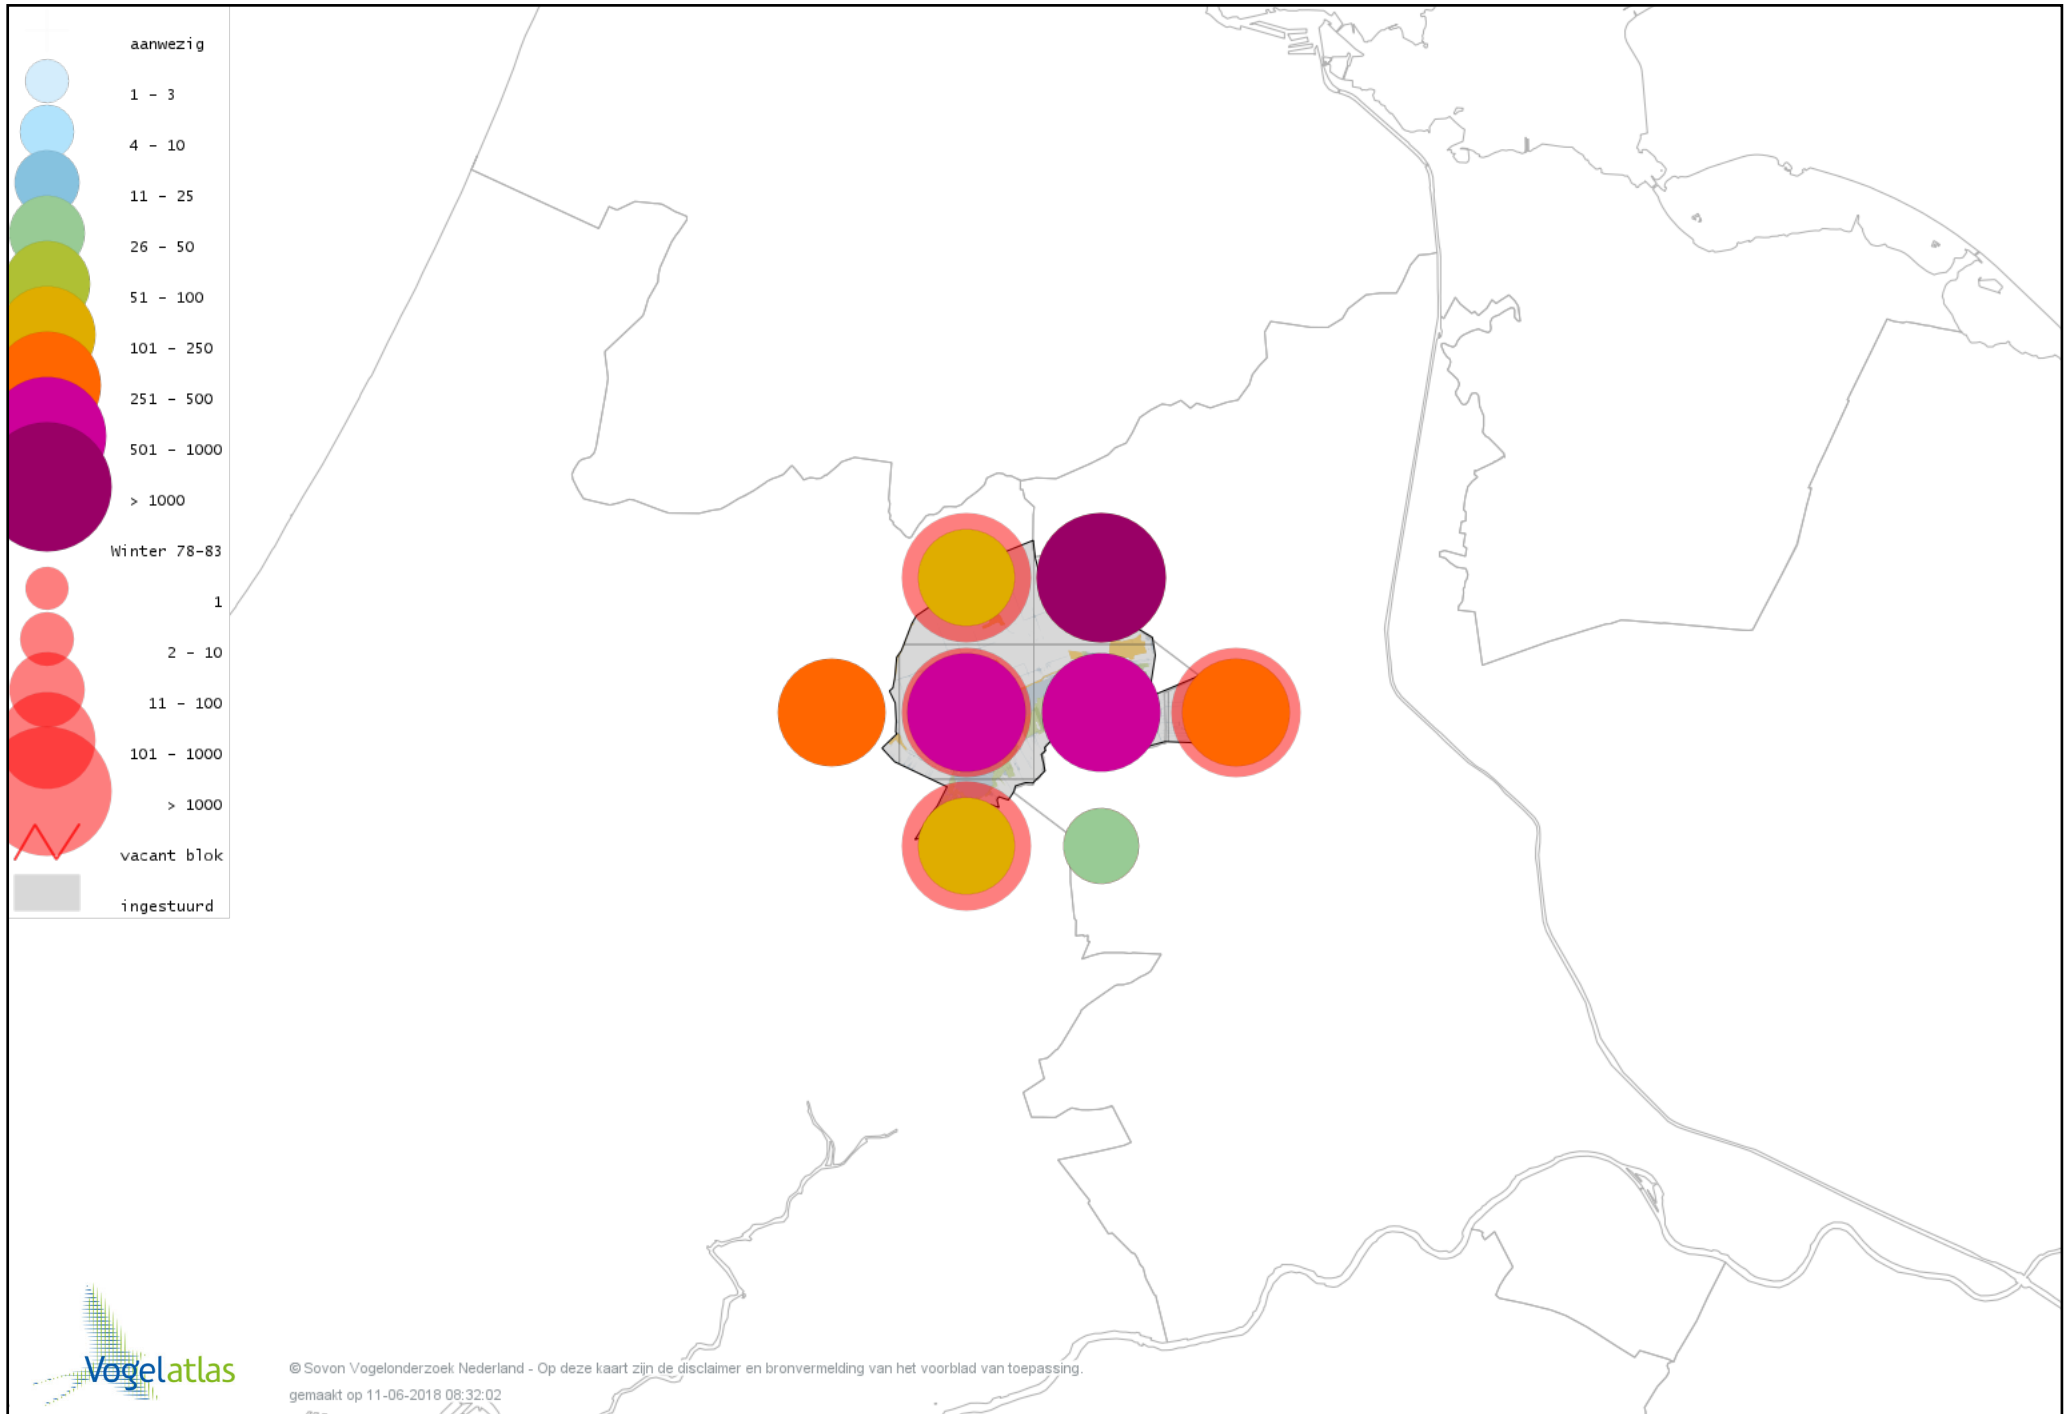 aanwezig
1 - 3
4 - 10
11 - 25
26 - 50
51 - 100
101 - 250
251 - 500
501 - 1000
> 1000
Winter 78-83
1
2 - 10
11 - 100
101 - 1000
> 1000
vacant blok
ingestuurd
Vogelatlas
© Sovon Vogelonderzoek Nederland - Op deze kaart zijn de disclaimer en bronvermelding van het voorblad van toepassing.
gemaakt op 11-06-2018 08:32:02